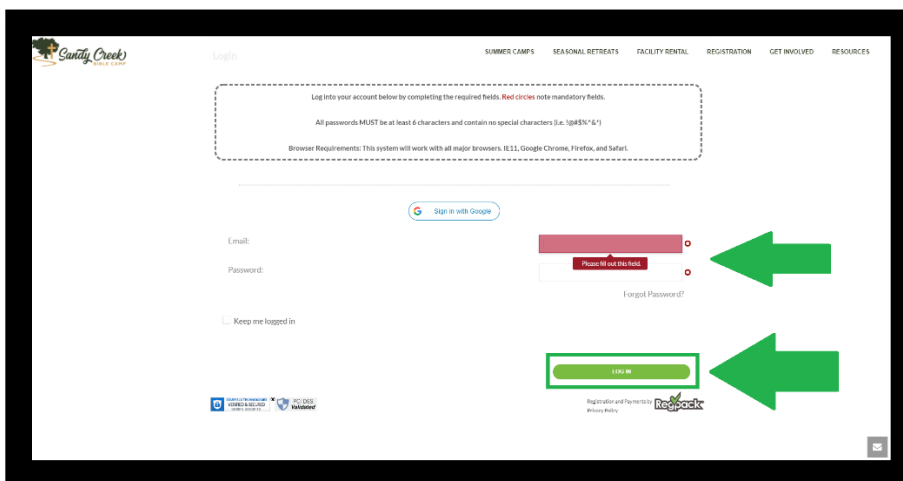 Sandy Creek
BIBLE CAMP
Login
SUMMER CAMPS SEASONAL RETREATS FACILITY RENTAL REGISTRATION GET INVOLVED RESOURCES
Log into your account below by completing the required fields. Red circles note mandatory fields.
All passwords MUST be at least 6 characters and contain no special characters (i.e. !@#$%^&*)
Browser Requirements: This system will work with all major browsers. IE11, Google Chrome, Firefox, and Safari.
Sign in with Google
Email:
Please fill out this field.
Password:
Forgot Password?
Keep me logged in
LOG IN
VERIFIED & SECURED
PCI DSS
Validated
Registration and Payments by Regpack
Privacy Policy